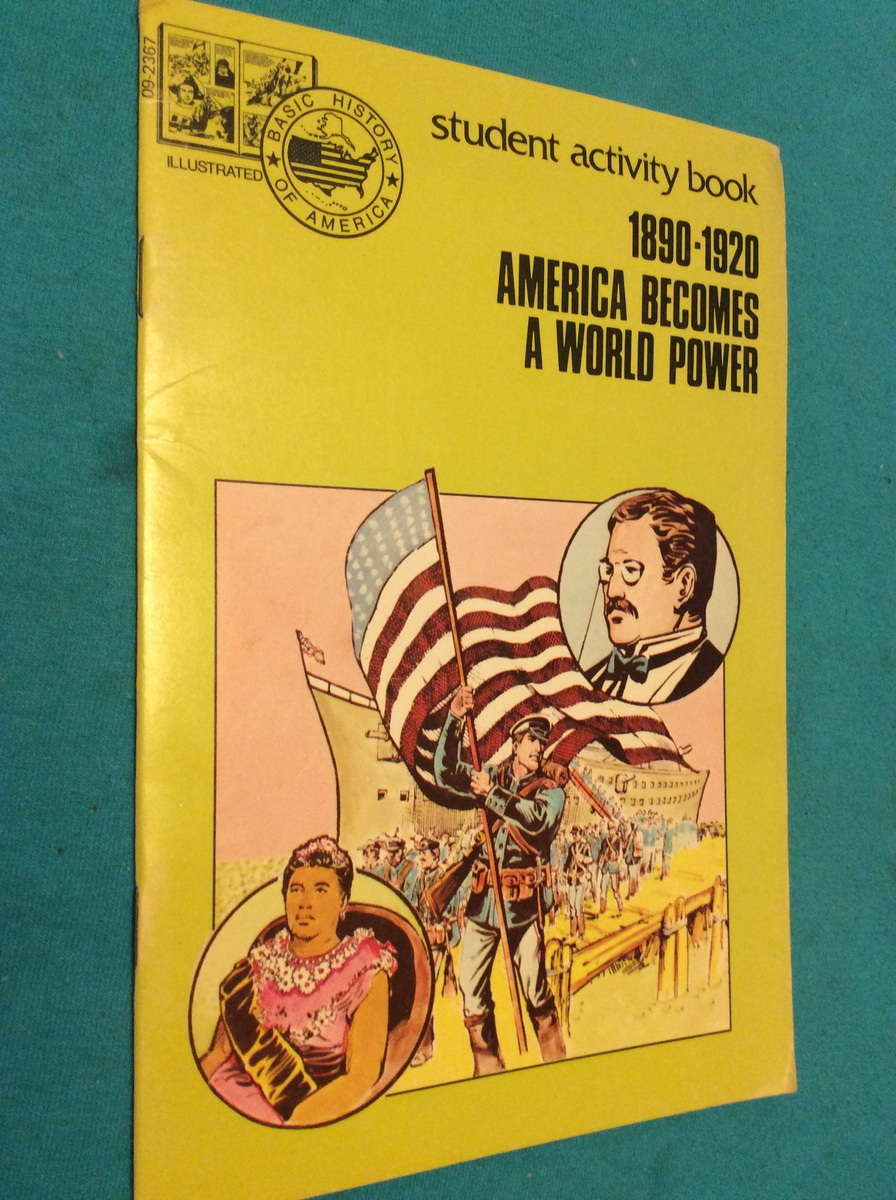 09-2367
ILLUSTRATED
BASIC HISTORY
OF AMERICA
student activity book
1890-1920
AMERICA BECOMES
A WORLD POWER